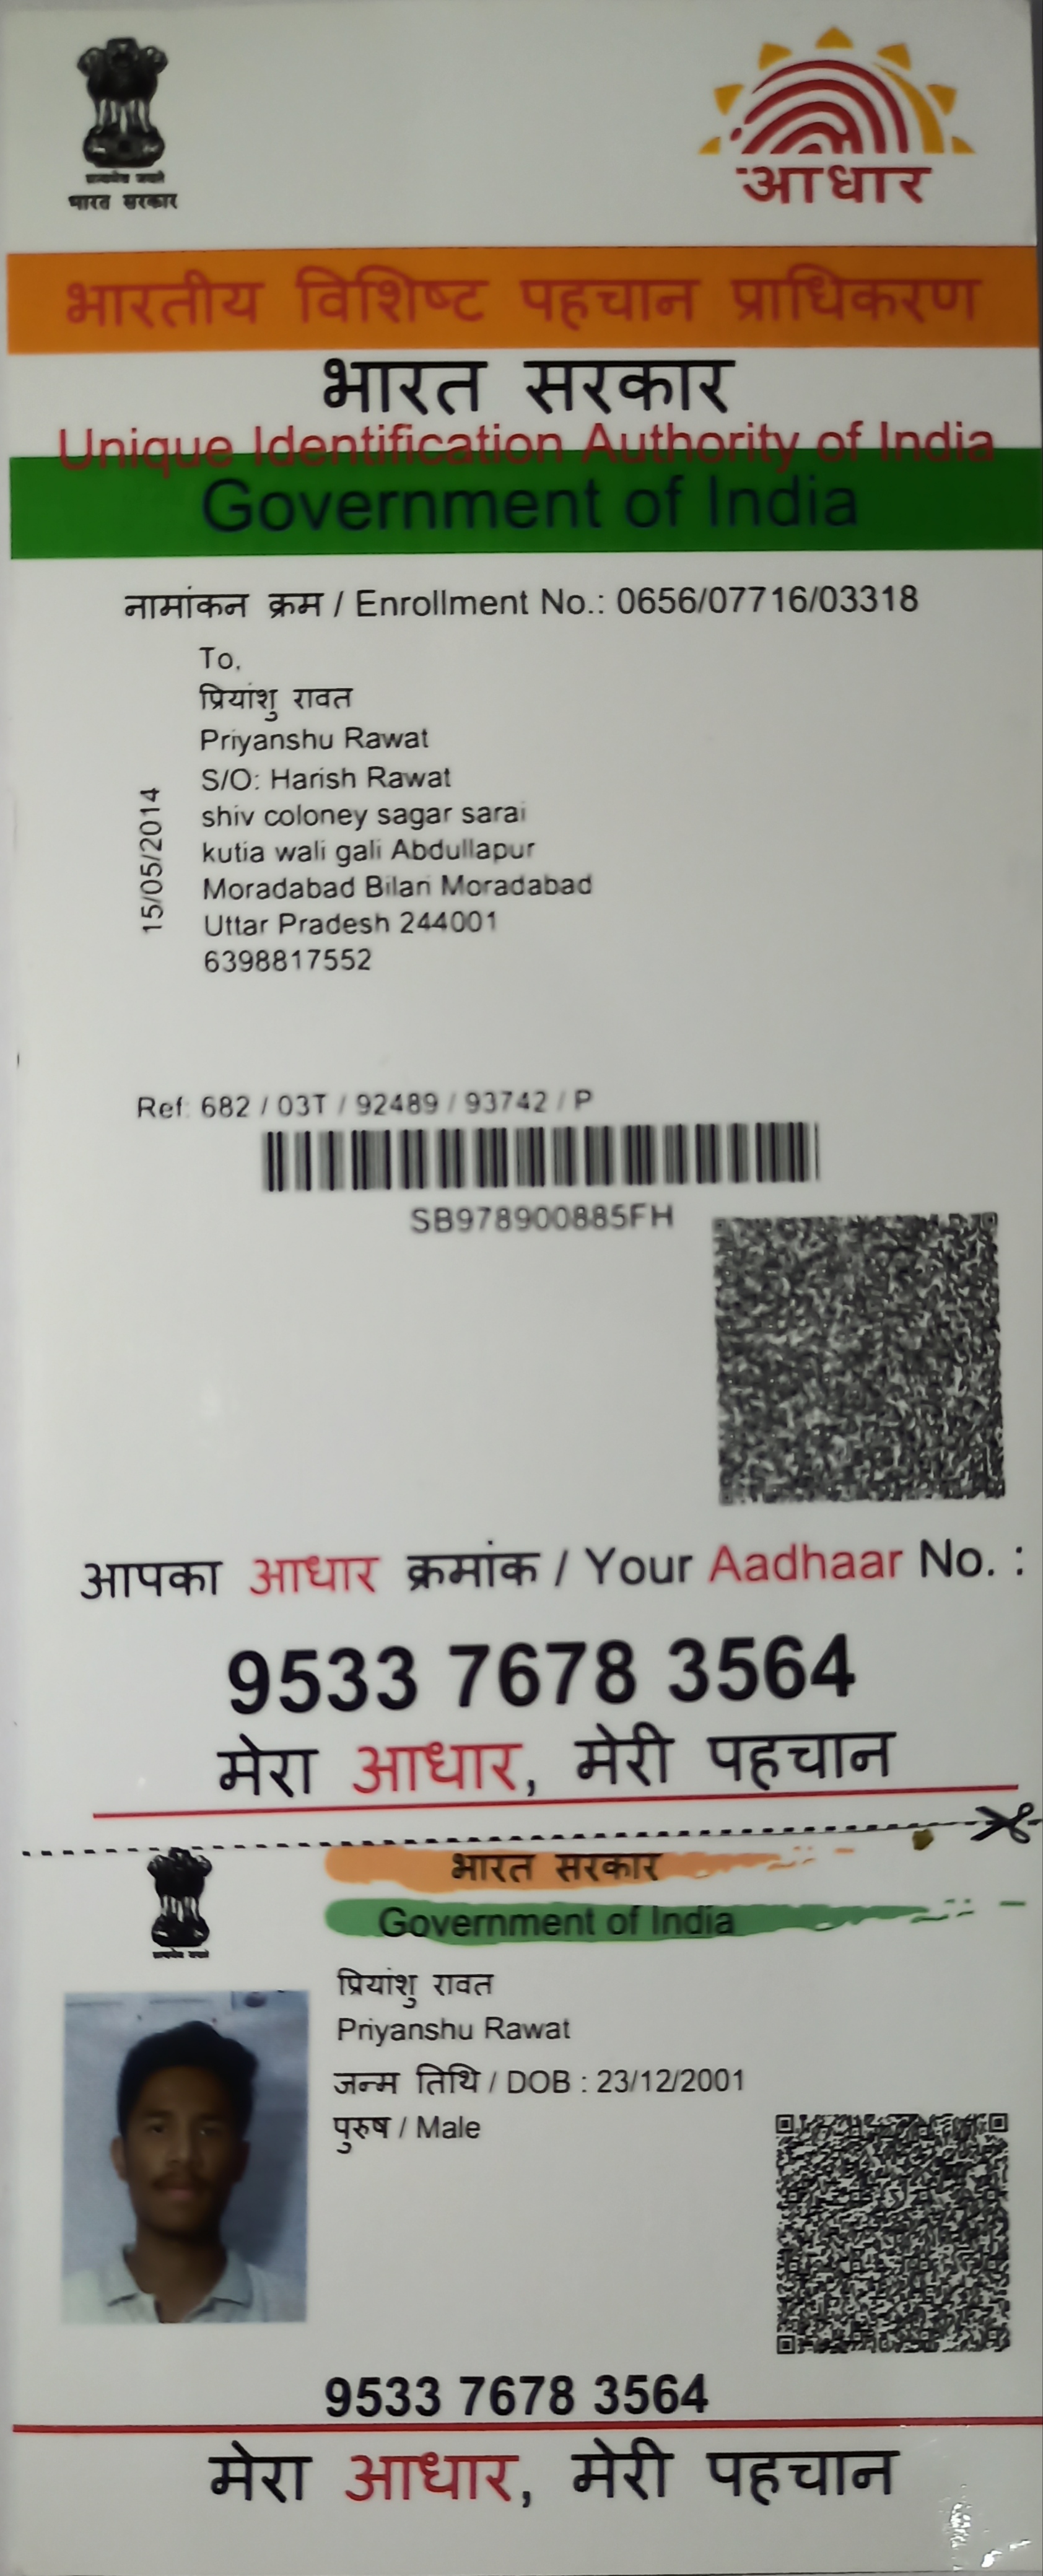 सत्यमेव जयते
भारत सरकार
आधार
भारतीय विशिष्ट पहचान प्राधिकरण
भारत सरकार
Unique Identification Authority of India
Government of India
नामांकन क्रम / Enrollment No.: 0656/07716/03318
To,
प्रियांशु रावत
Priyanshu Rawat
S/O: Harish Rawat
shiv coloney sagar sarai
kutia wali gali Abdullapur
Moradabad Bilari Moradabad
Uttar Pradesh 244001
6398817552
15/05/2014
Ref: 682 / 03T / 92489 / 93742 / P
SB978900885FH
आपका आधार क्रमांक / Your Aadhaar No. :
9533 7678 3564
मेरा आधार, मेरी पहचान
सत्यमेव जयते
भारत सरकार
Government of India
प्रियांशु रावत
Priyanshu Rawat
जन्म तिथि / DOB : 23/12/2001
पुरुष / Male
9533 7678 3564
मेरा आधार, मेरी पहचान